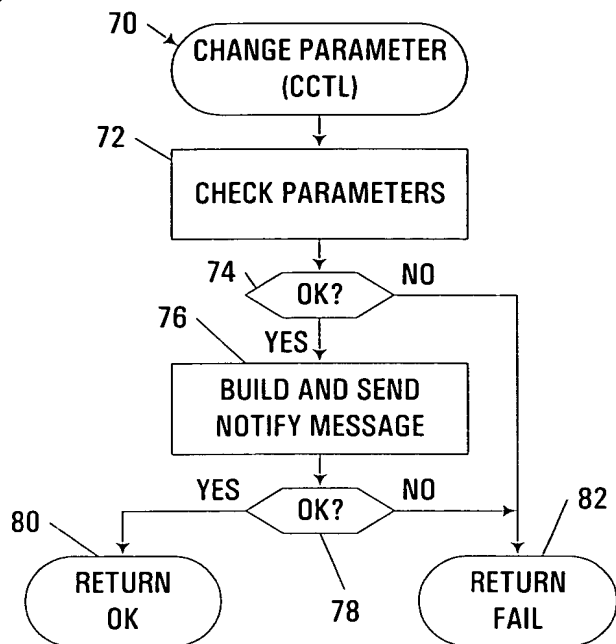 70
CHANGE PARAMETER
(CCTL)
72
CHECK PARAMETERS
74
OK?
NO
76
YES
BUILD AND SEND
NOTIFY MESSAGE
YES
OK?
NO
80
82
78
RETURN
OK
RETURN
FAIL